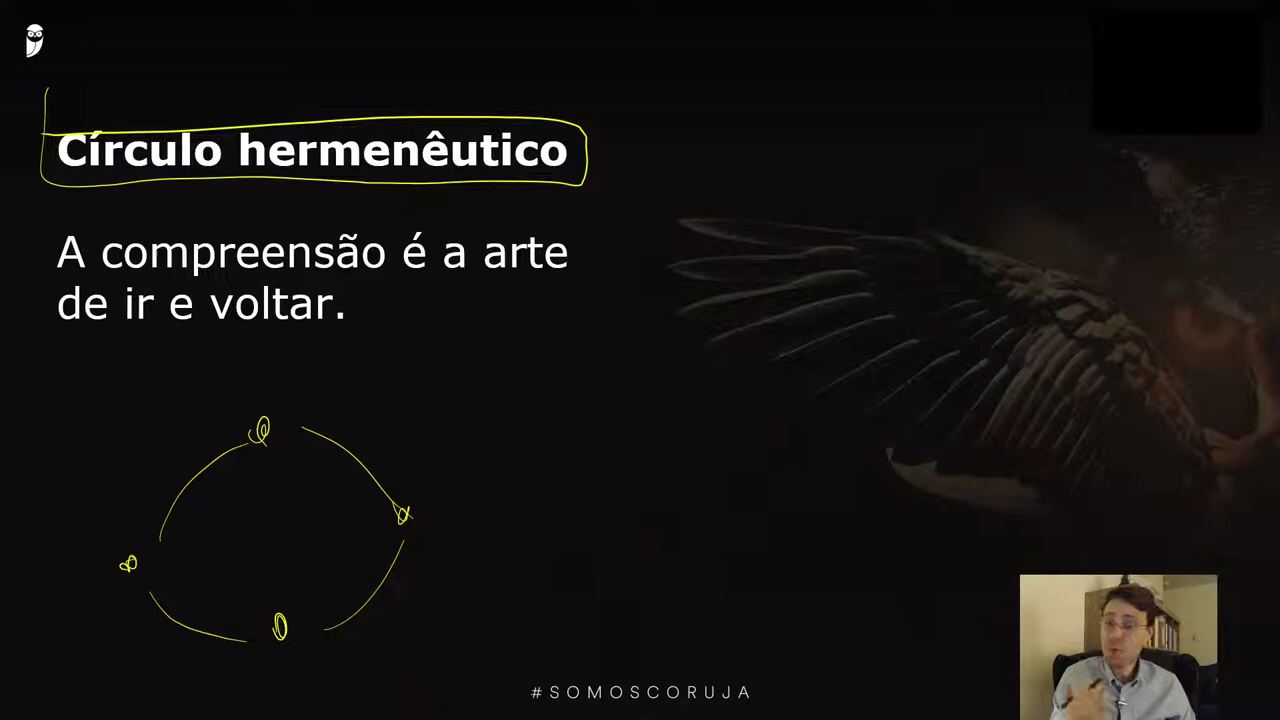 Círculo hermenêutico
A compreensão é a arte
de ir e voltar.
#SOMOSCORUJA